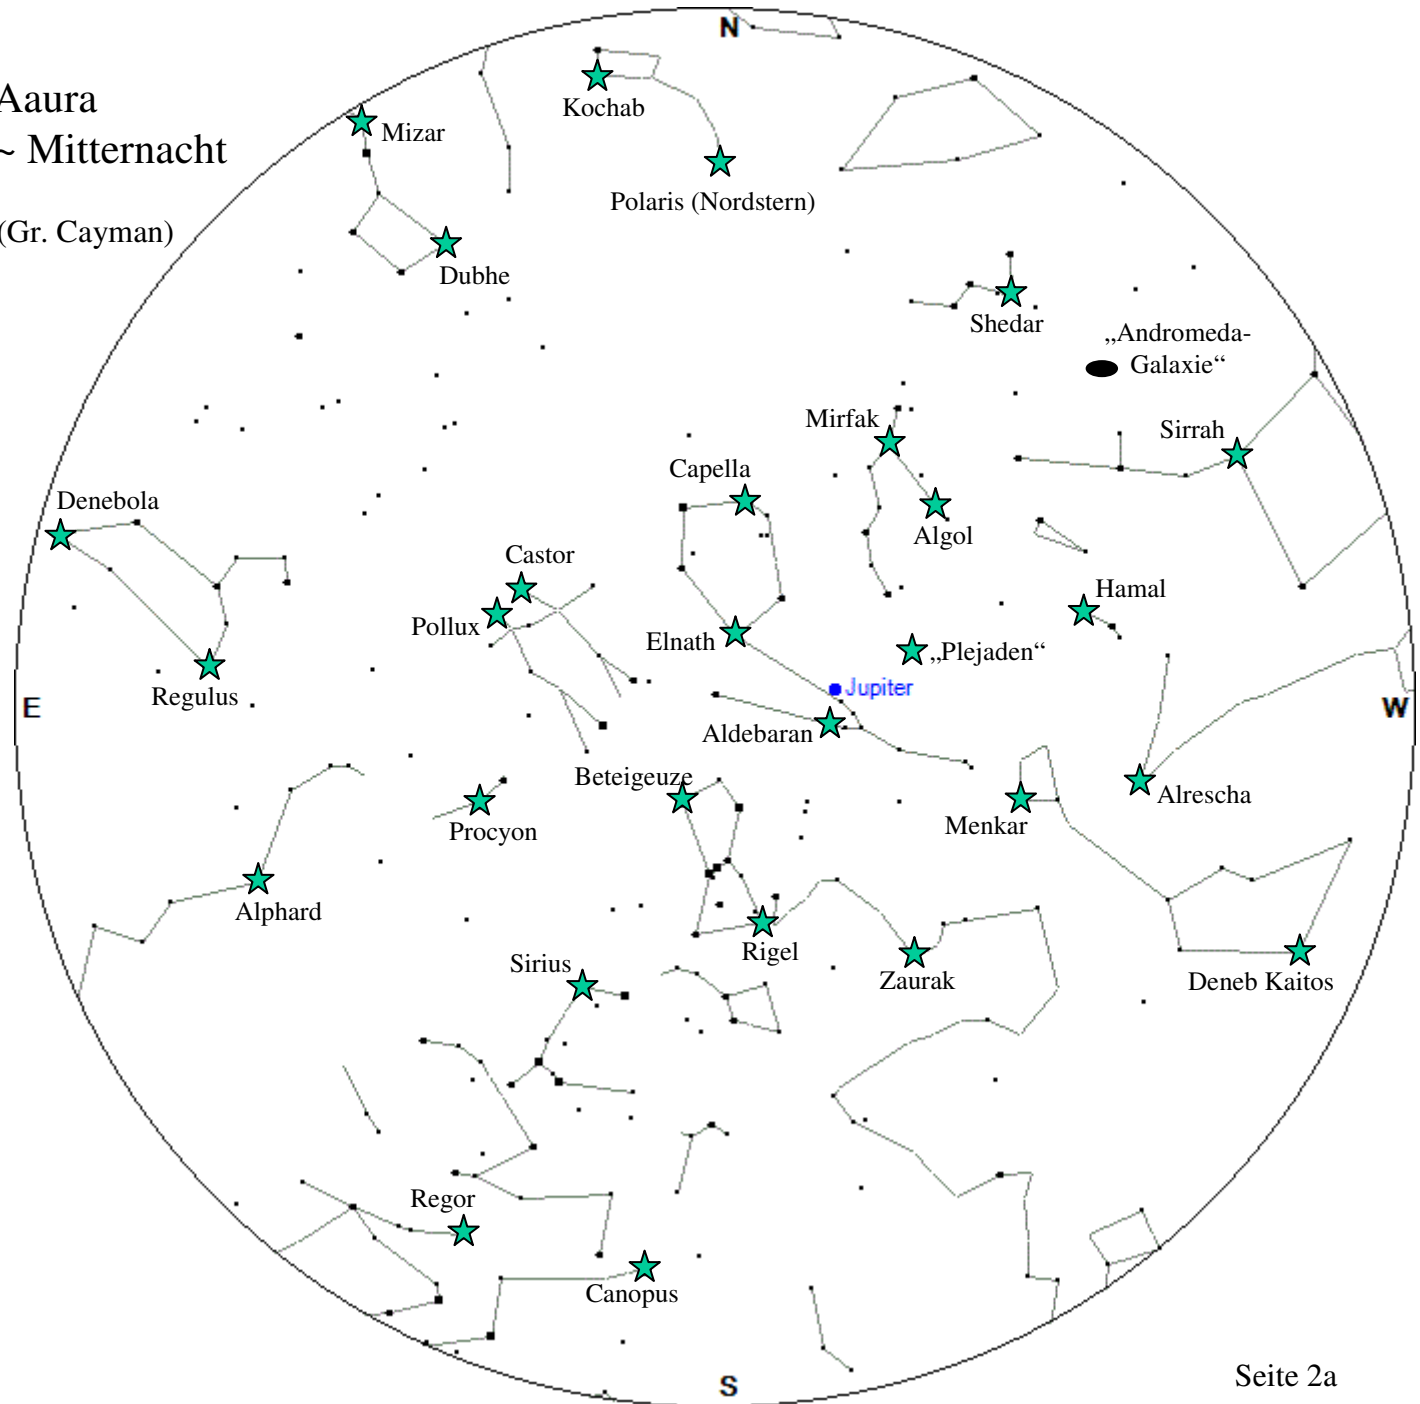 N
Aaura
~ Mitternacht
(Gr. Cayman)
Kochab
Mizar
Polaris (Nordstern)
Dubhe
Shedar
„Andromeda-
Galaxie“
Mirfak
Sirrah
Capella
Denebola
Algol
Castor
Hamal
Pollux
Elnath
„Plejaden“
Regulus
Jupiter
E
W
Aldebaran
Beteigeuze
Alrescha
Procyon
Menkar
Alphard
Rigel
Sirius
Zaurak
Deneb Kaitos
Regor
Canopus
S
Seite 2a